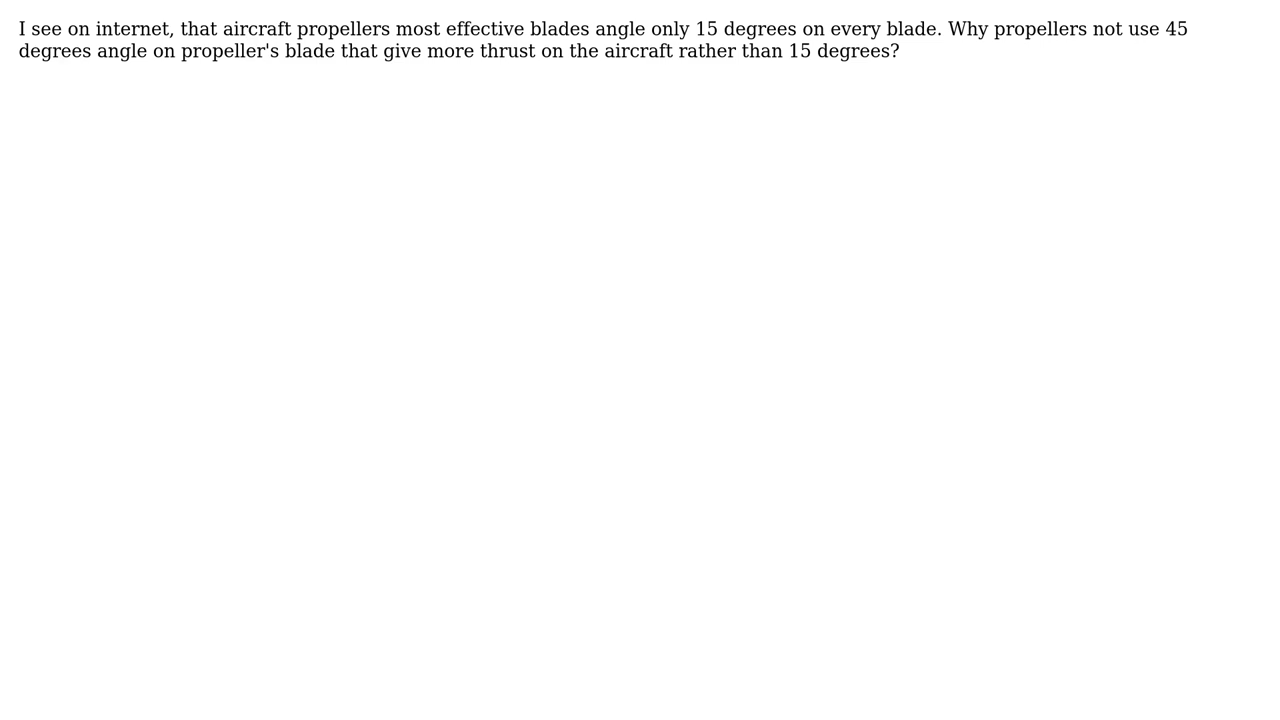 I see on internet, that aircraft propellers most effective blades angle only 15 degrees on every blade. Why propellers not use 45
degrees angle on propeller's blade that give more thrust on the aircraft rather than 15 degrees?